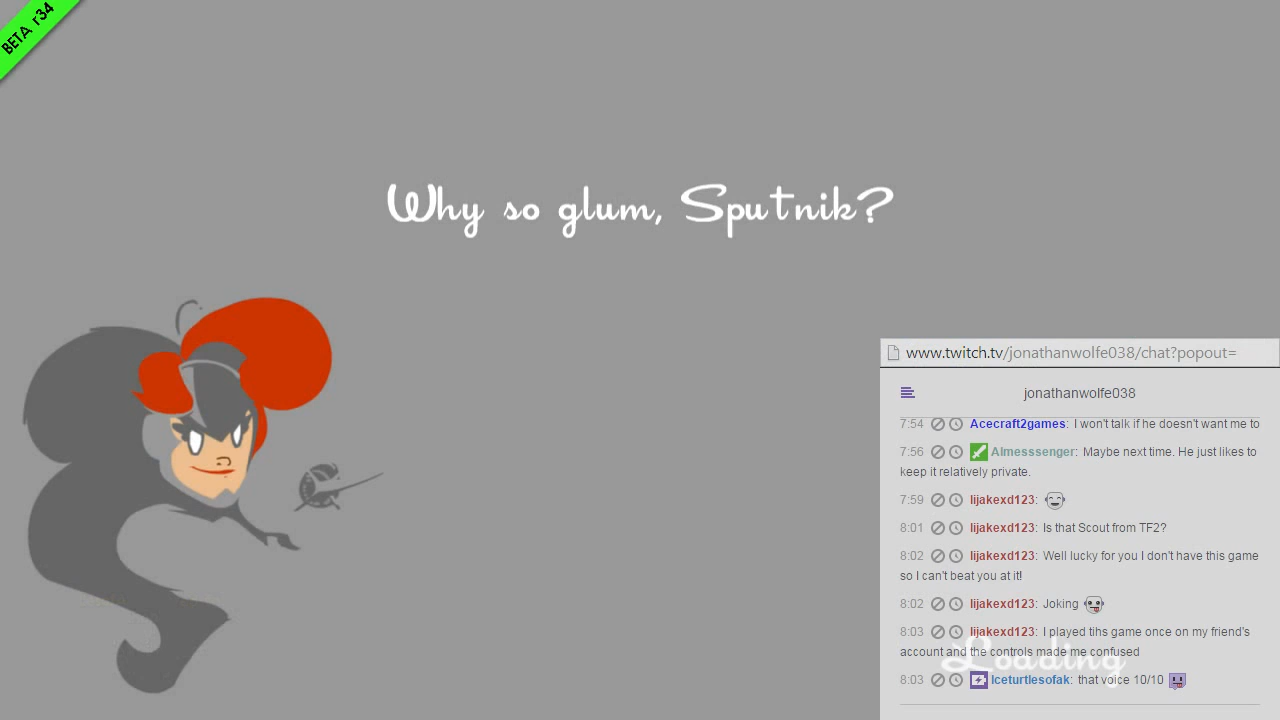 BETA r34
Why so glum, Sputnik?
www.twitch.tv/jonathanwolfe038/chat?popout=
jonathanwolfe038
7:54 Acecraft2games: I won't talk if he doesn't want me to
7:56 Almesssenger: Maybe next time. He just likes to
keep it relatively private.
7:59 lijakexd123:
8:01 lijakexd123: Is that Scout from TF2?
8:02 lijakexd123: Well lucky for you I don't have this game
so I can't beat you at it!
8:02 lijakexd123: Joking
8:03 lijakexd123: I played tihs game once on my friend's
account and the controls made me confused
Loading
8:03 Iceturtlesofak: that voice 10/10